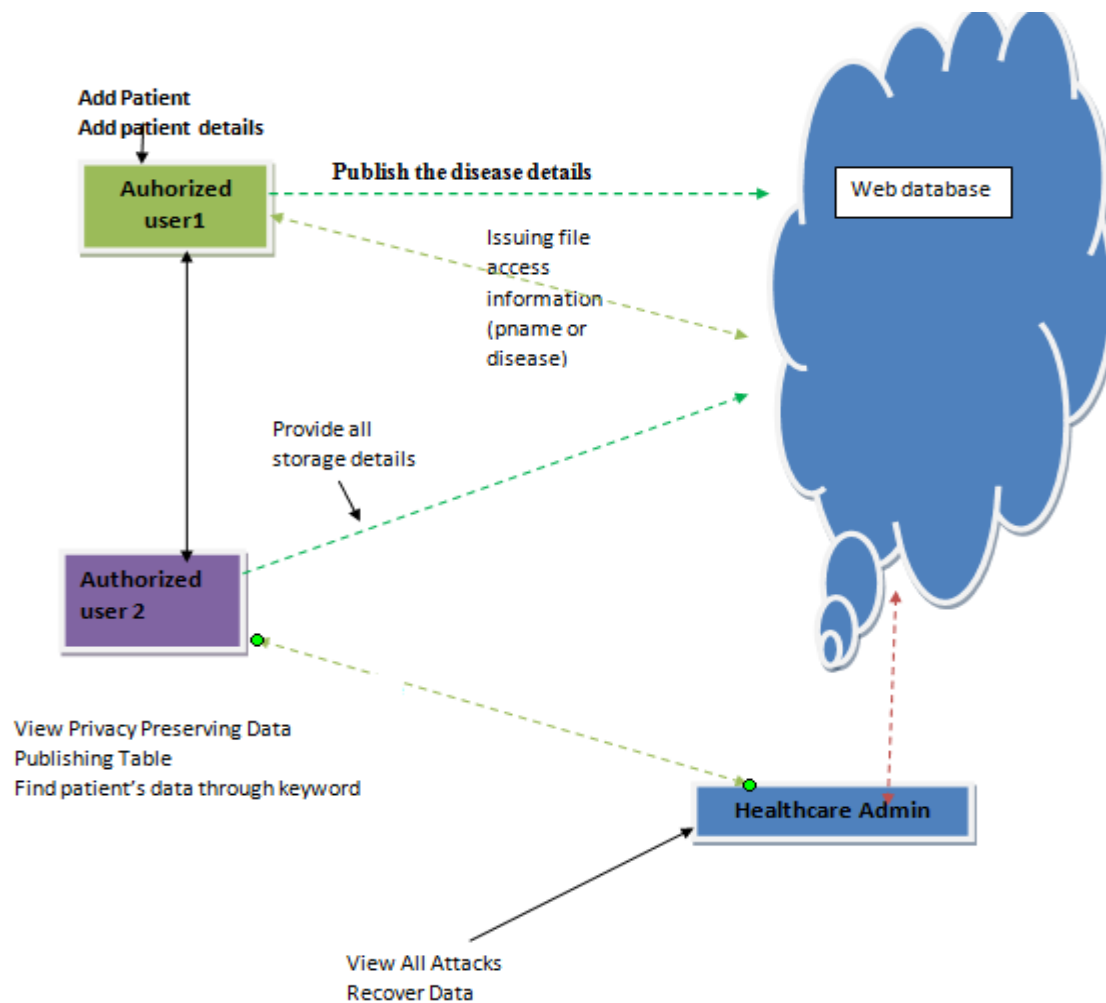 Add Patient
Add patient details
Auhorized
user1
Publish the disease details
Web database
Issuing file
access
information
(pname or
disease)
Provide all
storage details
Authorized
user 2
View Privacy Preserving Data
Publishing Table
Find patient's data through keyword
Healthcare Admin
View All Attacks
Recover Data